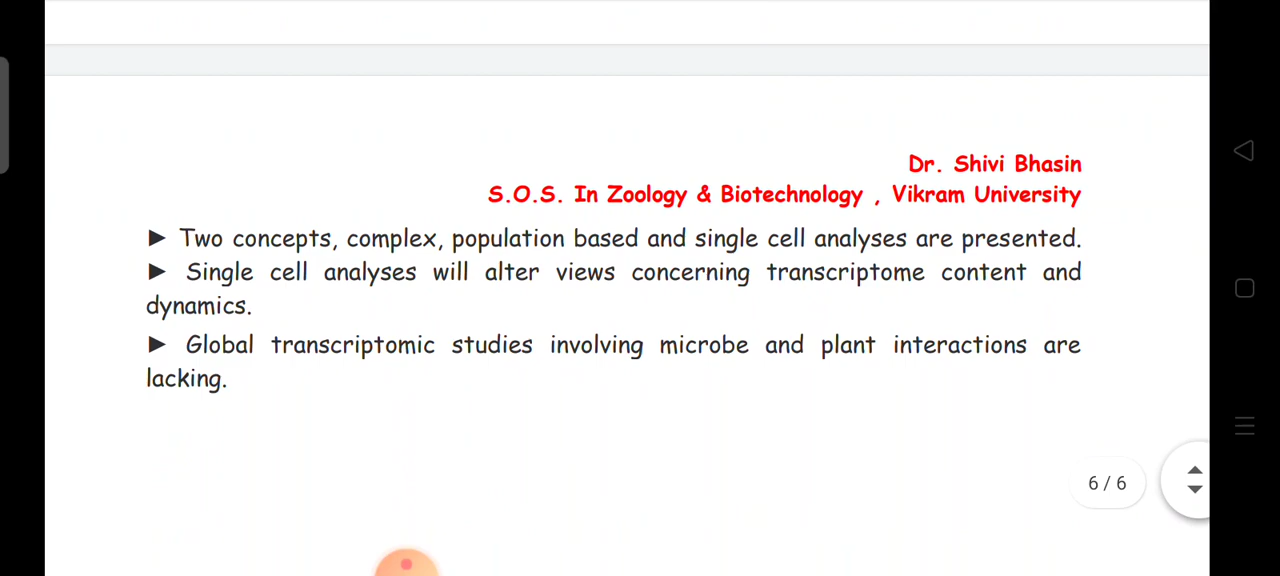 Dr. Shivi Bhasin
S.O.S. In Zoology & Biotechnology , Vikram University
► Two concepts, complex, population based and single cell analyses are presented.
► Single cell analyses will alter views concerning transcriptome content and
dynamics.
► Global transcriptomic studies involving microbe and plant interactions are
lacking.
6 / 6